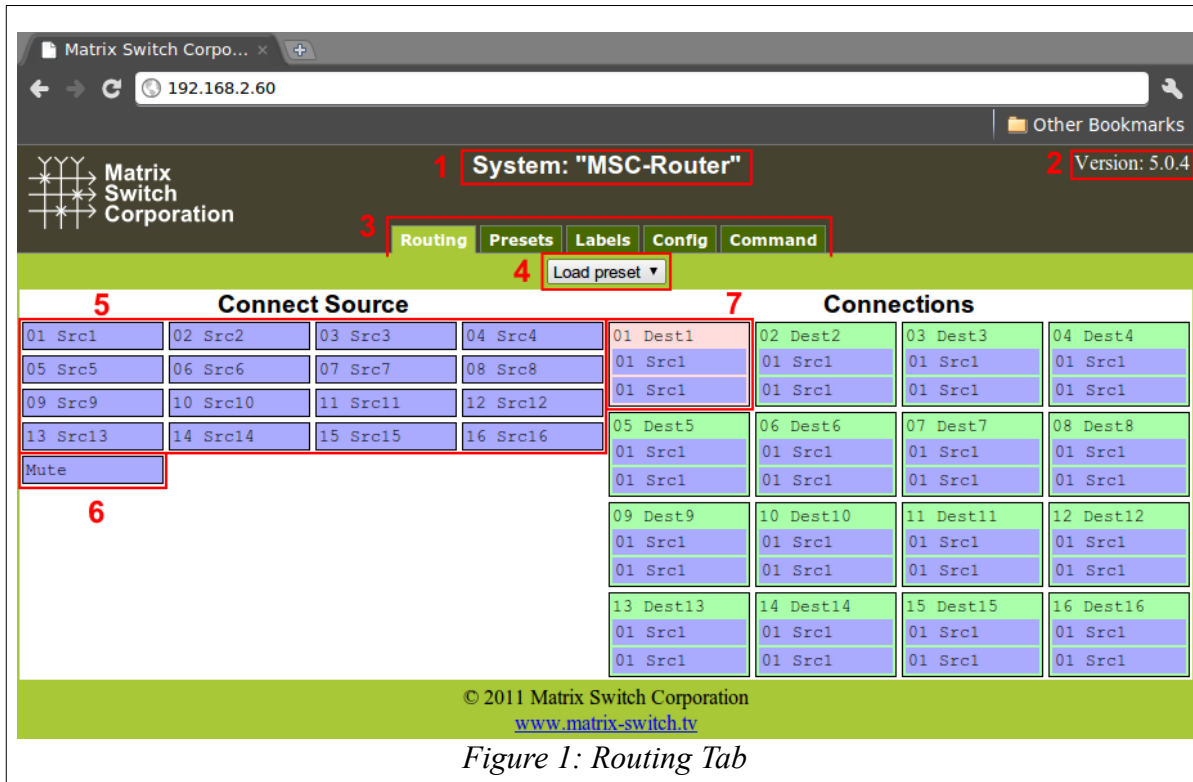 Matrix Switch Corpo... ×
192.168.2.60
Other Bookmarks
Matrix
Switch
Corporation
1 System: "MSC-Router"
2 Version: 5.0.4
3 Routing Presets Labels Config Command
4 Load preset ▼
5 Connect Source 7 Connections
01 Src1 02 Src2 03 Src3 04 Src4
05 Src5 06 Src6 07 Src7 08 Src8
09 Src9 10 Src10 11 Src11 12 Src12
13 Src13 14 Src14 15 Src15 16 Src16
Mute
6
01 Dest1 02 Dest2 03 Dest3 04 Dest4
01 Src1 01 Src1 01 Src1 01 Src1
01 Src1 01 Src1 01 Src1 01 Src1
05 Dest5 06 Dest6 07 Dest7 08 Dest8
01 Src1 01 Src1 01 Src1 01 Src1
01 Src1 01 Src1 01 Src1 01 Src1
09 Dest9 10 Dest10 11 Dest11 12 Dest12
01 Src1 01 Src1 01 Src1 01 Src1
01 Src1 01 Src1 01 Src1 01 Src1
13 Dest13 14 Dest14 15 Dest15 16 Dest16
01 Src1 01 Src1 01 Src1 01 Src1
01 Src1 01 Src1 01 Src1 01 Src1
© 2011 Matrix Switch Corporation
www.matrix-switch.tv
Figure 1: Routing Tab